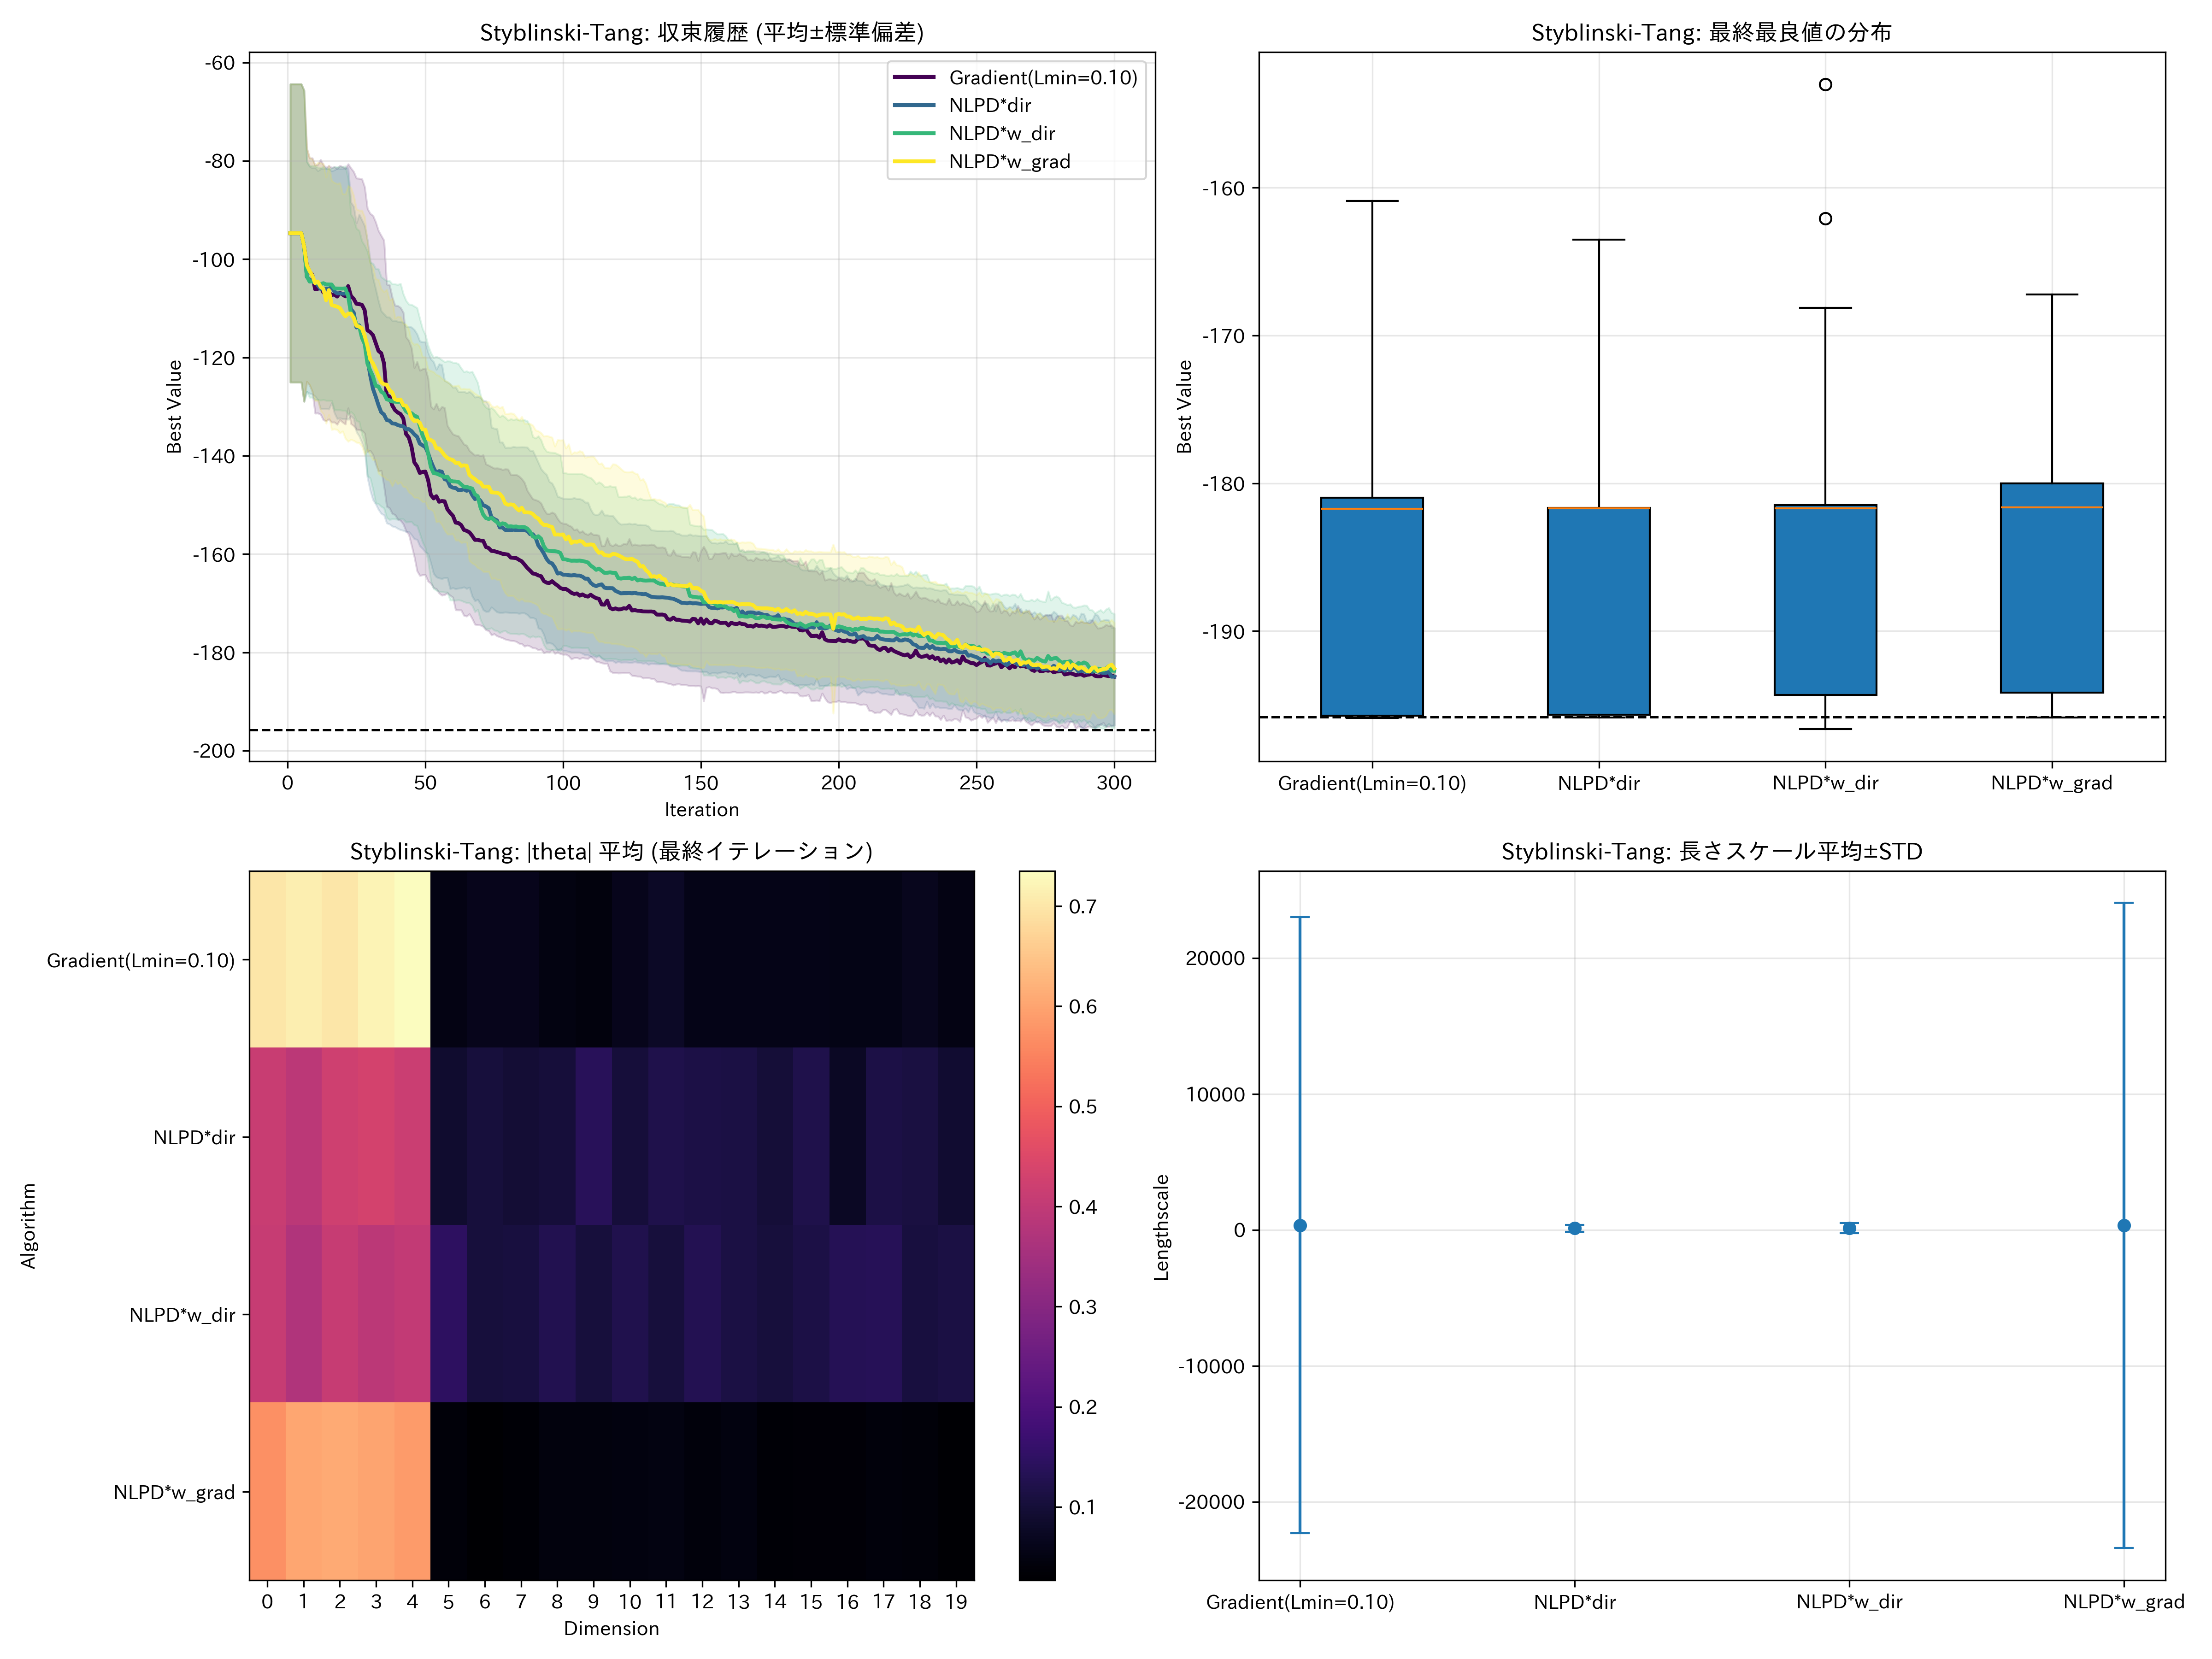 Styblinski-Tang: 収束履歴 (平均±標準偏差)
-60
-80
-100
-120
-140
-160
-180
-200
Best Value
0 50 100 150 200 250 300
Iteration
Gradient(Lmin=0.10)
NLPD*dir
NLPD*w_dir
NLPD*w_grad
Styblinski-Tang: 最終最良値の分布
-160
-170
-180
-190
Best Value
Gradient(Lmin=0.10) NLPD*dir NLPD*w_dir NLPD*w_grad
Styblinski-Tang: |theta| 平均 (最終イテレーション)
Gradient(Lmin=0.10)
NLPD*dir
NLPD*w_dir
NLPD*w_grad
Algorithm
0 1 2 3 4 5 6 7 8 9 10 11 12 13 14 15 16 17 18 19
Dimension
0.7
0.6
0.5
0.4
0.3
0.2
0.1
Styblinski-Tang: 長さスケール平均±STD
20000
10000
0
-10000
-20000
Lengthscale
Gradient(Lmin=0.10) NLPD*dir NLPD*w_dir NLPD*w_grad